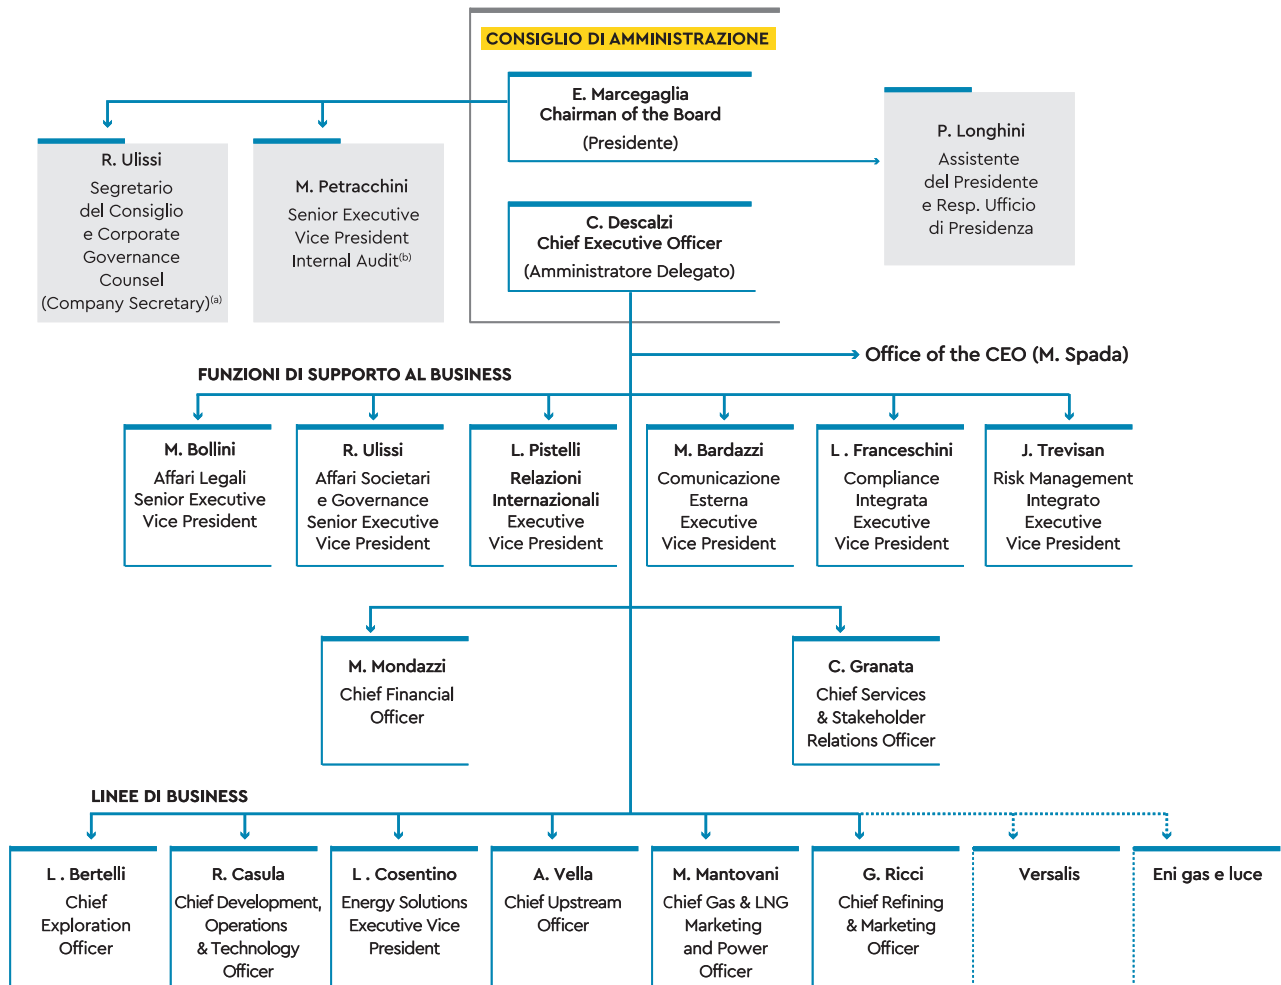 CONSIGLIO DI AMMINISTRAZIONE
E. Marcegaglia
Chairman of the Board
(Presidente)
P. Longhini
Assistente
del Presidente
e Resp. Ufficio
di Presidenza
R. Ulissi
Segretario
del Consiglio
e Corporate
Governance
Counsel
(Company Secretary)(a)
M. Petracchini
Senior Executive
Vice President
Internal Audit(b)
C. Descalzi
Chief Executive Officer
(Amministratore Delegato)
Office of the CEO (M. Spada)
FUNZIONI DI SUPPORTO AL BUSINESS
M. Bollini
Affari Legali
Senior Executive
Vice President
R. Ulissi
Affari Societari
e Governance
Senior Executive
Vice President
L. Pistelli
Relazioni
Internazionali
Executive
Vice President
M. Bardazzi
Comunicazione
Esterna
Executive
Vice President
L . Franceschini
Compliance
Integrata
Executive
Vice President
J. Trevisan
Risk Management
Integrato
Executive
Vice President
M. Mondazzi
Chief Financial
Officer
C. Granata
Chief Services
& Stakeholder
Relations Officer
LINEE DI BUSINESS
L . Bertelli
Chief
Exploration
Officer
R. Casula
Chief Development,
Operations
& Technology
Officer
L . Cosentino
Energy Solutions
Executive Vice
President
A. Vella
Chief Upstream
Officer
M. Mantovani
Chief Gas & LNG
Marketing
and Power
Officer
G. Ricci
Chief Refining
& Marketing
Officer
Versalis
Eni gas e luce